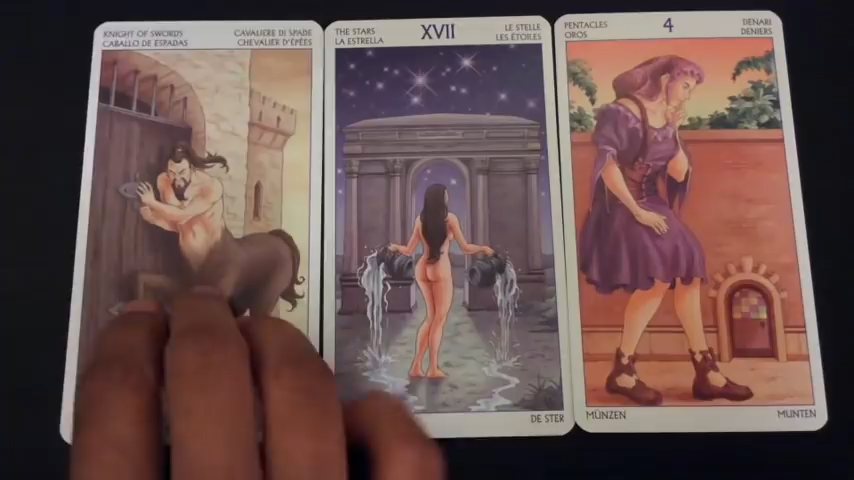 KNIGHT OF SWORDS
CABALLO DE ESPADAS
CAVALIERE DI SPADE
CHEVALIER D'ÉPÉES
THE STARS
LA ESTRELLA
XVII
LE STELLE
LES ÉTOILES
DE STER
PENTACLES
OROS
4
DENARI
DENIERS
MÜNZEN
MUNTEN